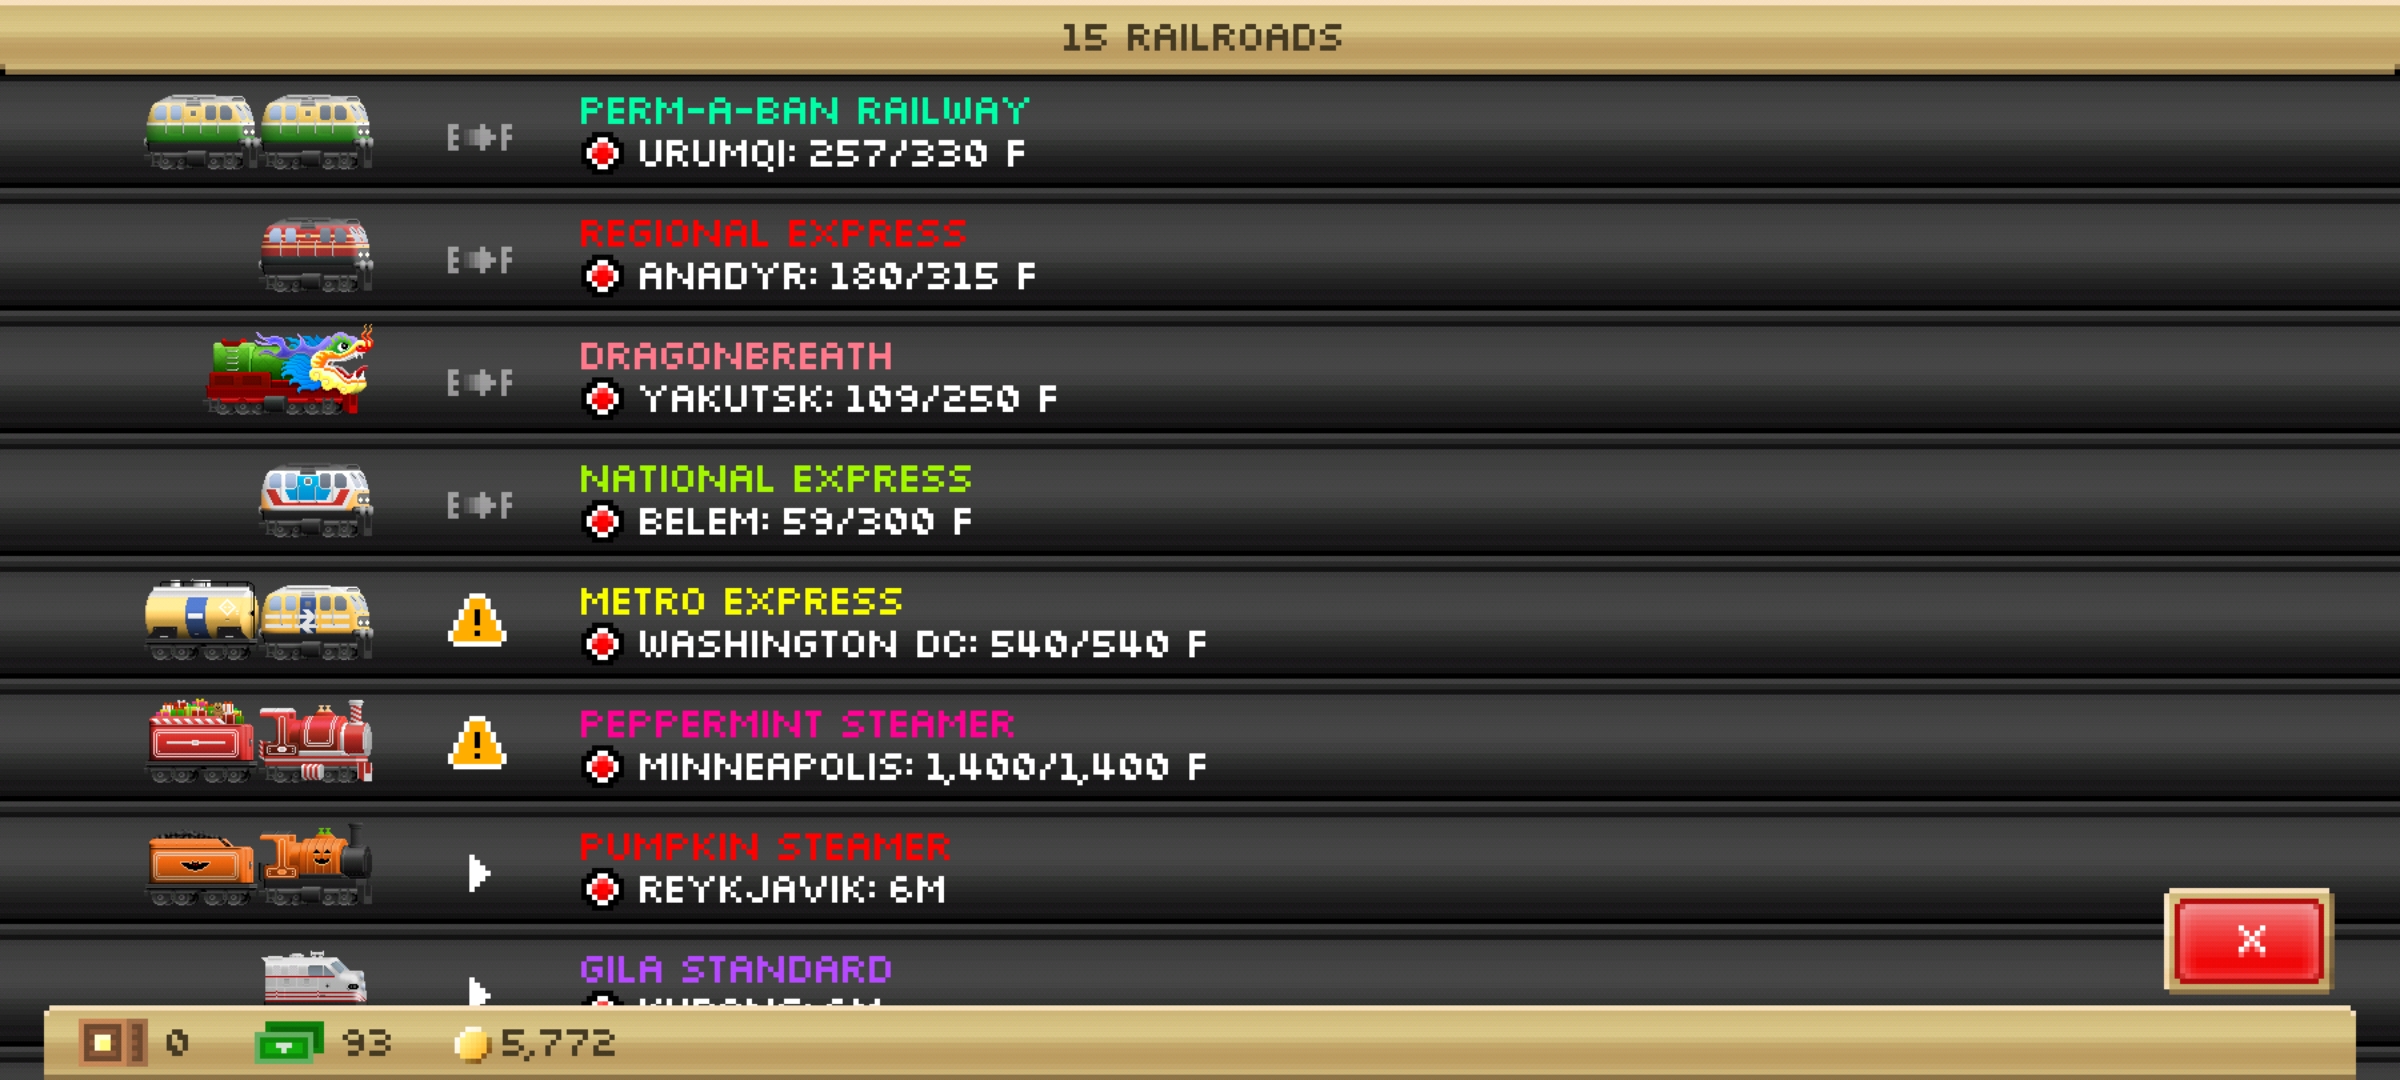 15 RAILROADS
PERM-A-BAN RAILWAY
E F
URUMQI: 257/330 F
REGIONAL EXPRESS
E F
ANADYR: 180/315 F
DRAGONBREATH
E F
YAKUTSK: 109/250 F
NATIONAL EXPRESS
E F
BELEM: 59/300 F
METRO EXPRESS
!
WASHINGTON DC: 540/540 F
PEPPERMINT STEAMER
!
MINNEAPOLIS: 1,400/1,400 F
PUMPKIN STEAMER
REYKJAVIK: 6M
GILA STANDARD
X
0 93 5,772